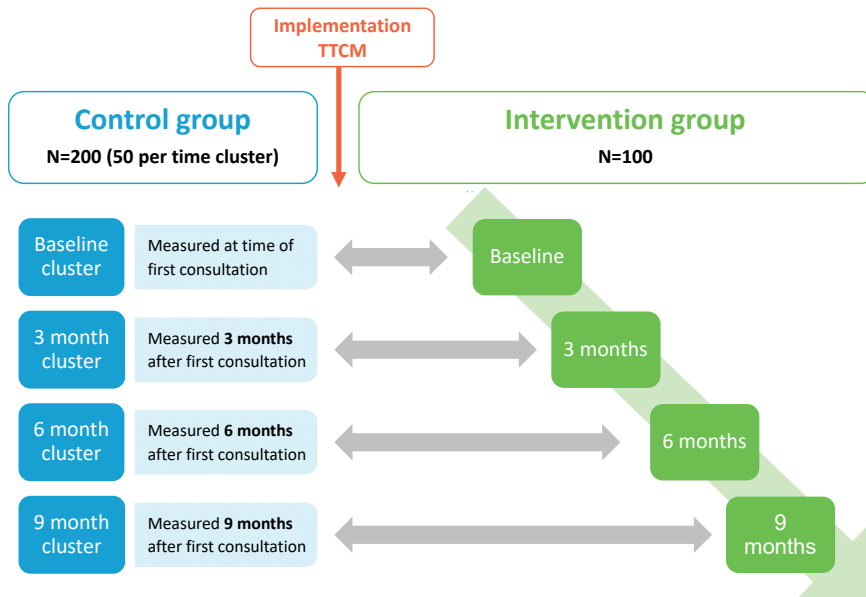 Implementation
TTCM
Control group
N=200 (50 per time cluster)
Intervention group
N=100
Baseline
cluster
Measured at time of
first consultation
Baseline
3 month
cluster
Measured 3 months
after first consultation
3 months
6 month
cluster
Measured 6 months
after first consultation
6 months
9 month
cluster
Measured 9 months
after first consultation
9
months